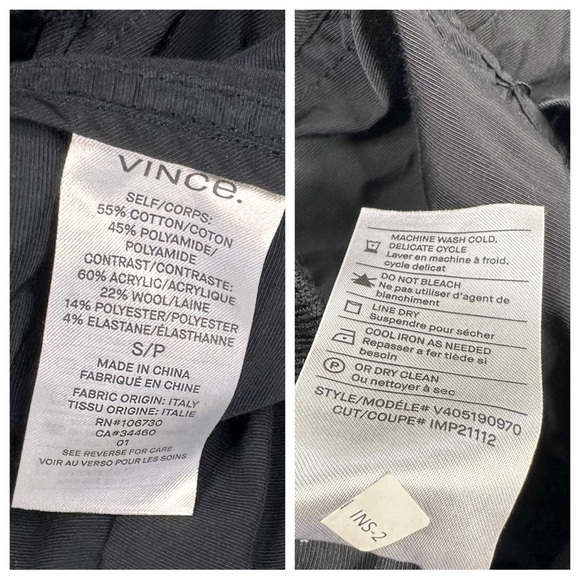 VINCE.
SELF/CORPS:
55% COTTON/COTON
45% POLYAMIDE/
POLYAMIDE
CONTRAST/CONTRASTE:
60% ACRYLIC/ACRYLIQUE
22% WOOL/LAINE
14% POLYESTER/POLYESTER
4% ELASTANE/ÉLASTHANNE
S/P
MADE IN CHINA
FABRIQUÉ EN CHINE
FABRIC ORIGIN: ITALY
TISSU ORIGINE: ITALIE
RN#106730
CA#34460
01
SEE REVERSE FOR CARE
VOIR AU VERSO POUR LES SOINS
MACHINE WASH COLD,
DELICATE CYCLE
Laver en machine à froid,
cycle delicat
DO NOT BLEACH
Ne pas utiliser d'agent de
blanchiment
LINE DRY
Suspendre pour sécher
COOL IRON AS NEEDED
Repasser a fer tiède si
besoin
P
OR DRY CLEAN
Ou nettoyer à sec
STYLE/MODÉLE# V405190970
CUT/COUPE# IMP21112
INS-2